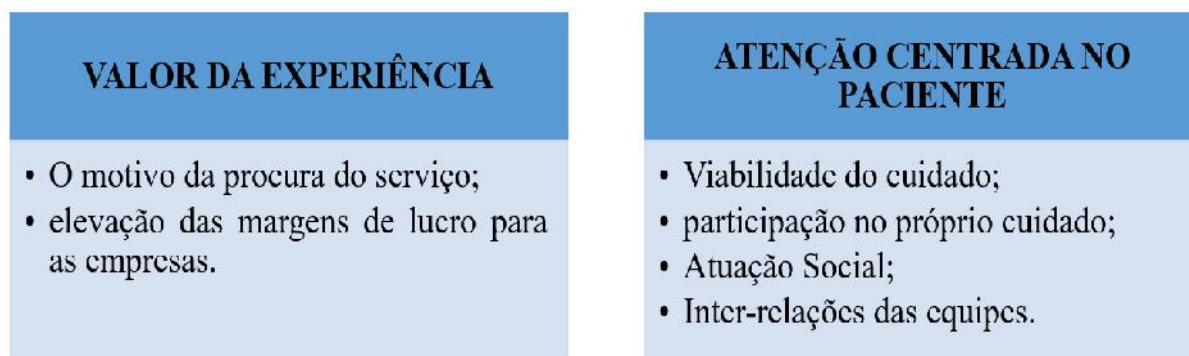 VALOR DA EXPERIÊNCIA
• O motivo da procura do serviço;
• elevação das margens de lucro para
as empresas.
ATENÇÃO CENTRADA NO
PACIENTE
• Viabilidade do cuidado;
• participação no próprio cuidado;
• Atuação Social;
• Inter-relações das equipes.